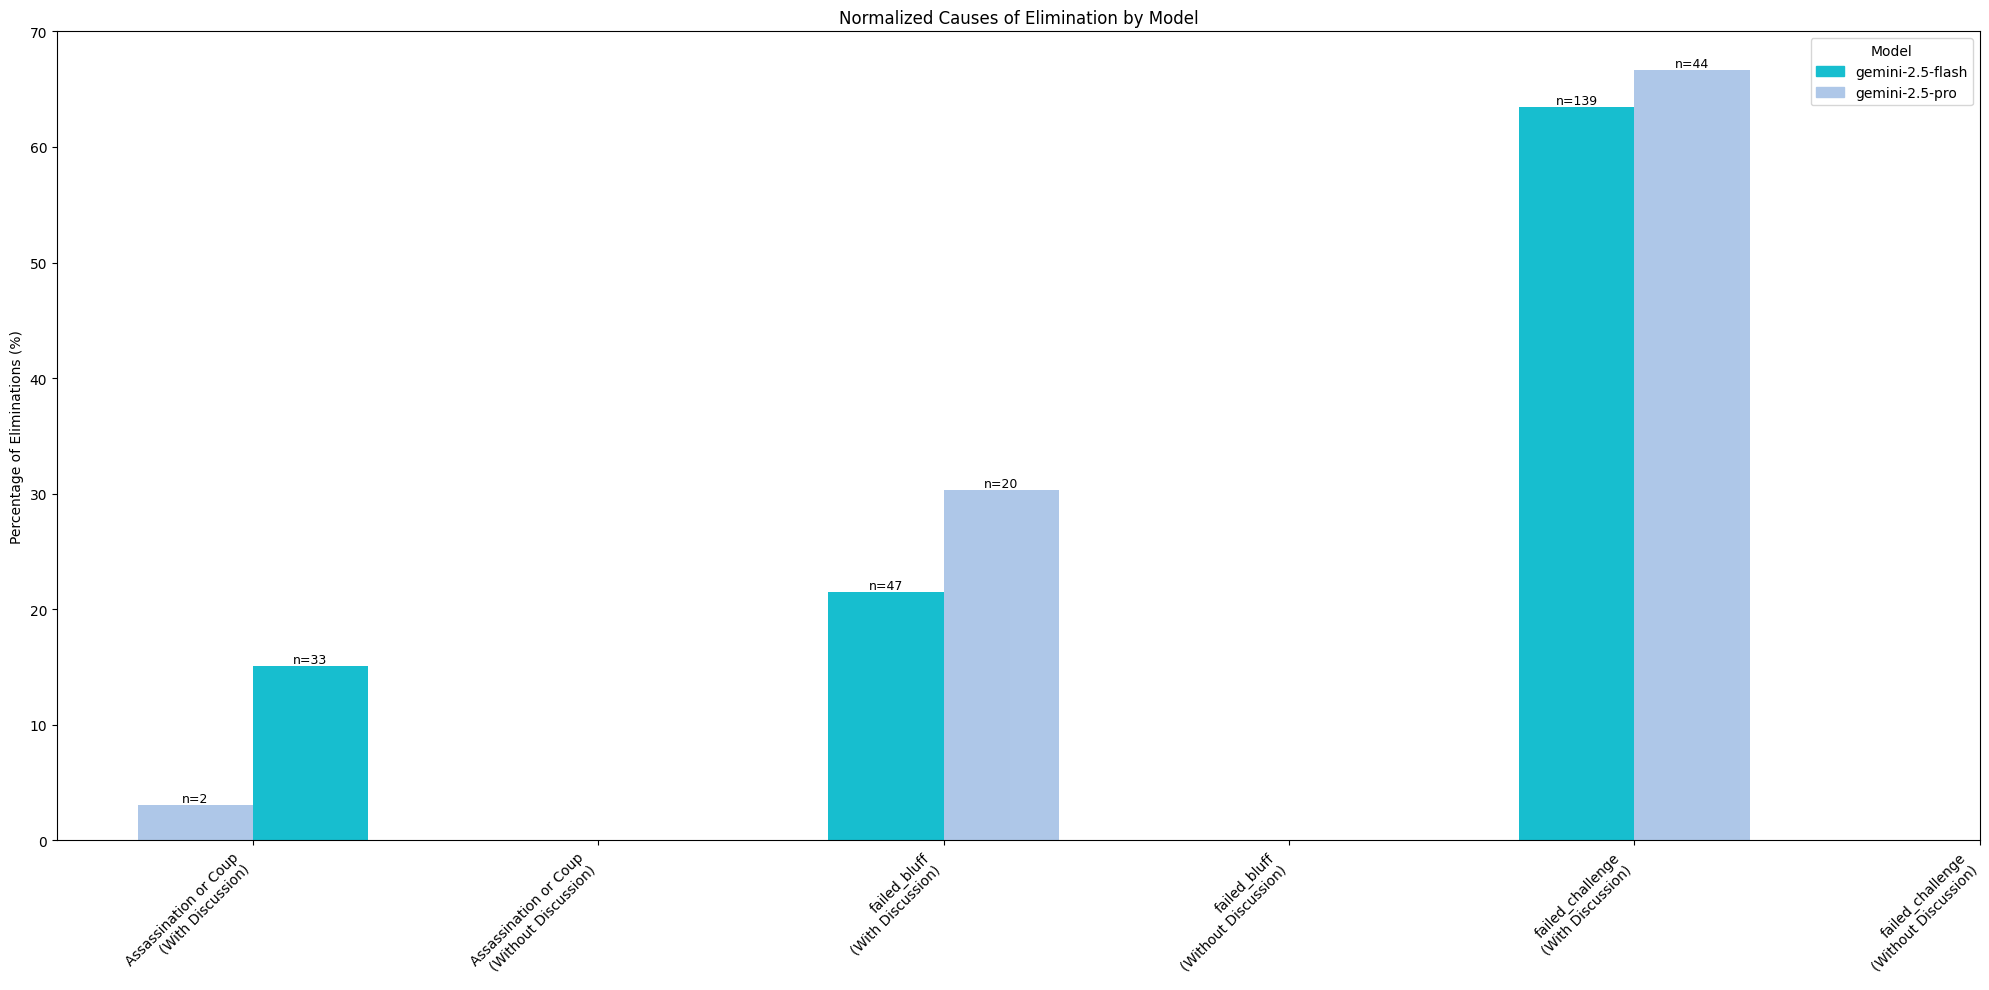 Normalized Causes of Elimination by Model
Model
gemini-2.5-flash
gemini-2.5-pro
Percentage of Eliminations (%)
70
60
50
40
30
20
10
0
n=2
n=33
n=47
n=20
n=139
n=44
Assassination or Coup
(With Discussion)
Assassination or Coup
(Without Discussion)
failed_bluff
(With Discussion)
failed_bluff
(Without Discussion)
failed_challenge
(With Discussion)
failed_challenge
(Without Discussion)